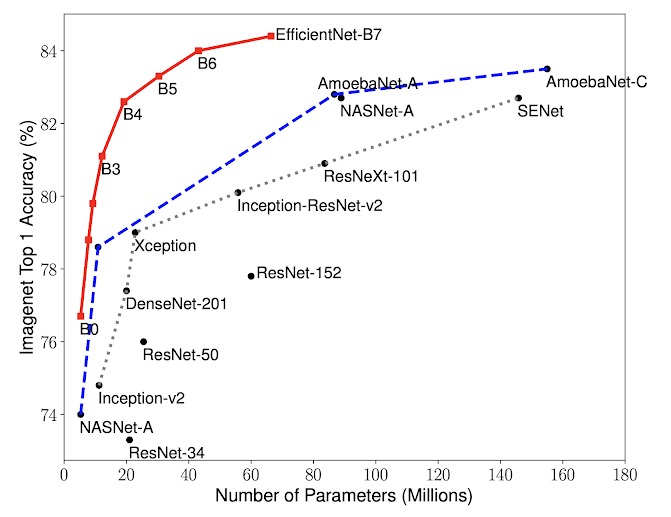 EfficientNet-B7
84
B6
B5
AmoebaNet-A
AmoebaNet-C
B4
NASNet-A
SENet
82
B3
ResNeXt-101
80
Inception-ResNet-v2
Xception
ResNet-152
78
DenseNet-201
B0
76
ResNet-50
Inception-v2
74
NASNet-A
ResNet-34
Imagenet Top 1 Accuracy (%)
0 20 40 60 80 100 120 140 160 180
Number of Parameters (Millions)